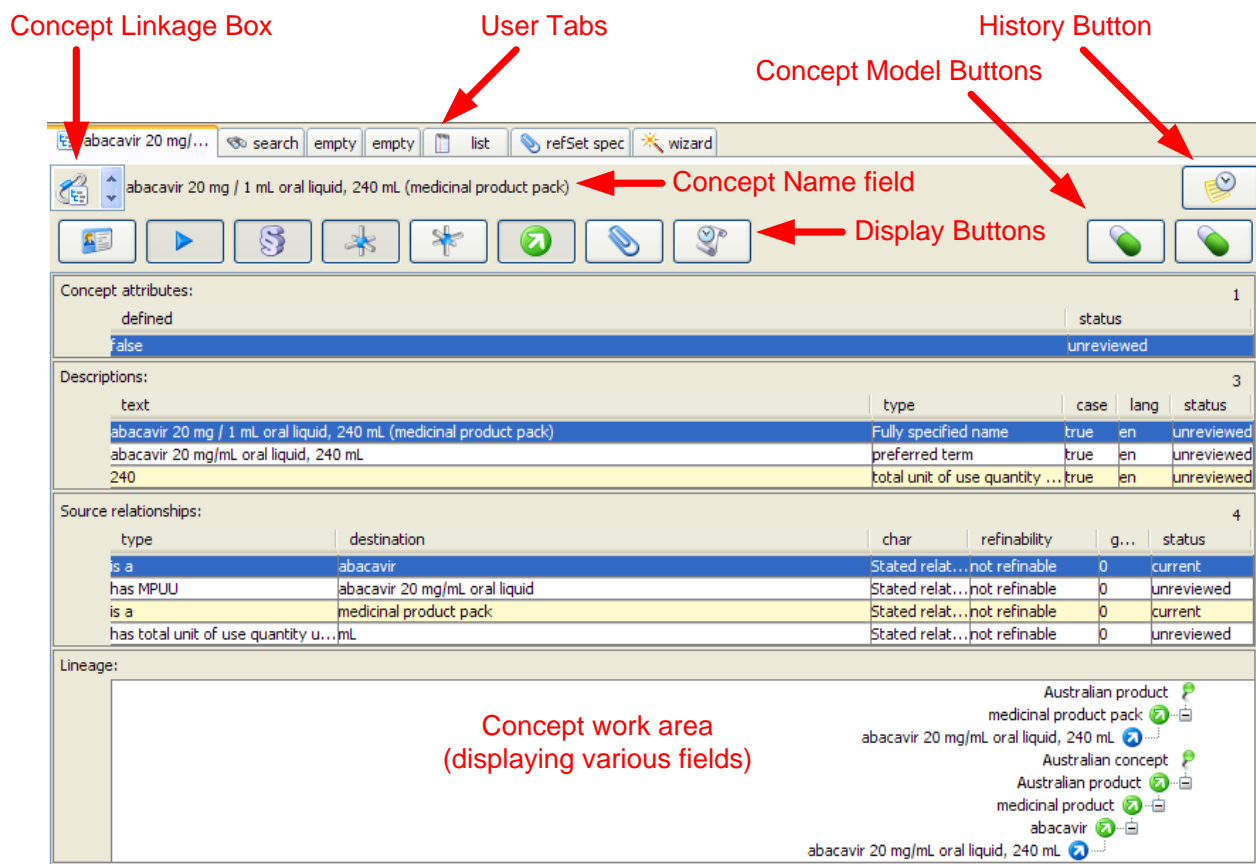 Concept Linkage Box
User Tabs
History Button
Concept Model Buttons
abacavir 20 mg/... search empty empty list refSet spec wizard
abacavir 20 mg / 1 mL oral liquid, 240 mL (medicinal product pack) Concept Name field
Display Buttons
Concept attributes: 1
defined status
false unreviewed
Descriptions: 3
text type case lang status
abacavir 20 mg / 1 mL oral liquid, 240 mL (medicinal product pack) Fully specified name true en unreviewed
abacavir 20 mg/mL oral liquid, 240 mL preferred term true en unreviewed
240 total unit of use quantity ... true en unreviewed
Source relationships: 4
type destination char refinability g... status
is a abacavir Stated relat... not refinable 0 current
has MPUU abacavir 20 mg/mL oral liquid Stated relat... not refinable 0 unreviewed
is a medicinal product pack Stated relat... not refinable 0 current
has total unit of use quantity u... mL Stated relat... not refinable 0 unreviewed
Lineage:
Australian product
medicinal product pack
abacavir 20 mg/mL oral liquid, 240 mL
Australian concept
Australian product
medicinal product
abacavir
abacavir 20 mg/mL oral liquid, 240 mL
Concept work area
(displaying various fields)